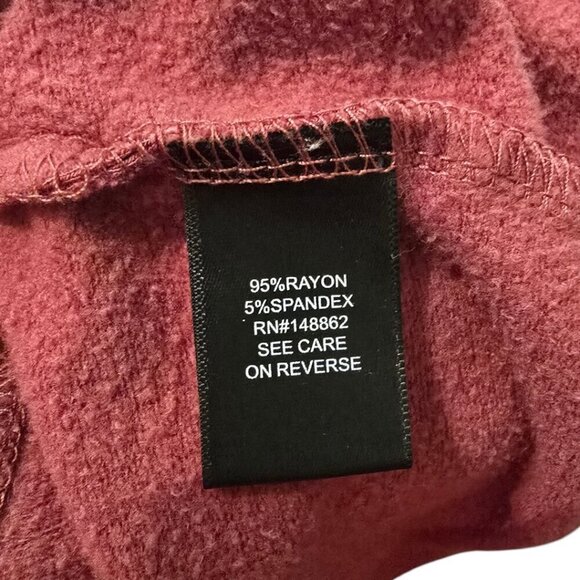 95%RAYON
5%SPANDEX
RN#148862
SEE CARE
ON REVERSE